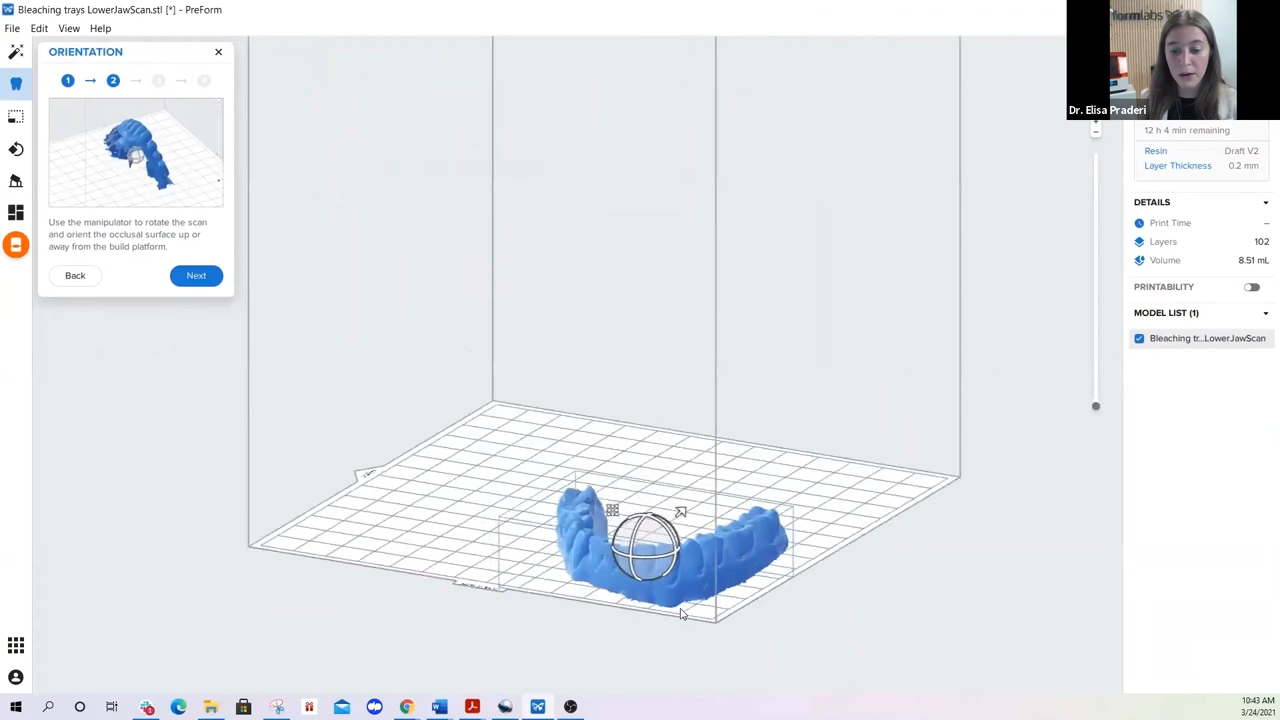 Bleaching trays LowerJawScan.stl [*] - PreForm
File Edit View Help
formlabs
Dr. Elisa Praderi
ORIENTATION
1 2 3 4
Use the manipulator to rotate the scan
and orient the occlusal surface up or
away from the build platform.
Back Next
12 h 4 min remaining
Resin Draft V2
Layer Thickness 0.2 mm
DETAILS
Print Time --
Layers 102
Volume 8.51 mL
PRINTABILITY
MODEL LIST (1)
Bleaching tr...LowerJawScan
10:43 AM
3/24/2021